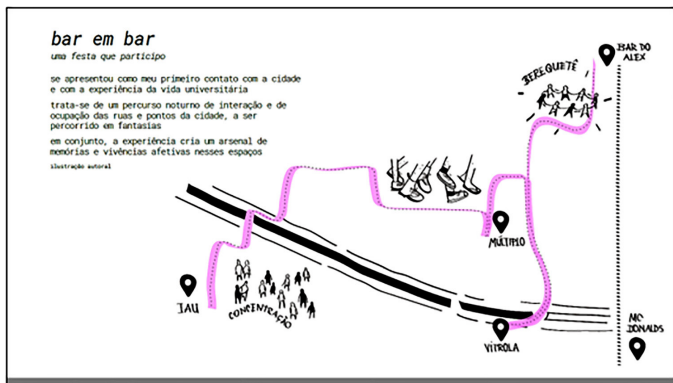 bar em bar
uma festa que participo
se apresentou como meu primeiro contato com a cidade
e com a experiência da vida universitária
trata-se de um percurso noturno de interação e de
ocupação das ruas e pontos da cidade, a ser
percorrido em fantasias
em conjunto, a experiência cria um arsenal de
memórias e vivências afetivas nesses espaços
ilustração autoral
BAR DO
ALEX
BEREQUETÊ
MÚLTIPLO
IAU
CONCENTRAÇÃO
VITROLA
MC
DONALDS